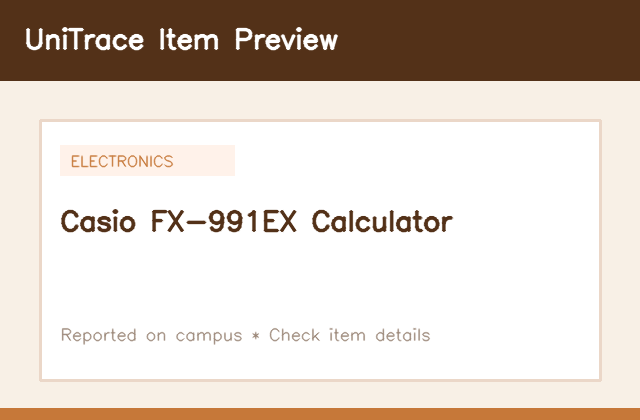 UniTrace Item Preview
ELECTRONICS
Casio FX-991EX Calculator
Reported on campus * Check item details